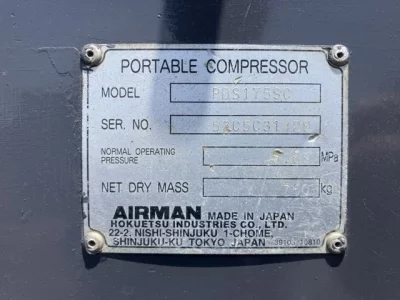 PORTABLE COMPRESSOR
MODEL PDS175SC
SER. NO.
NORMAL OPERATING
PRESSURE MPa
NET DRY MASS kg
AIRMAN MADE IN JAPAN
HOKUETSU INDUSTRIES CO., LTD.
22-2, NISHI-SHINJUKU 1-CHOME,
SHINJUKU-KU TOKYO JAPAN